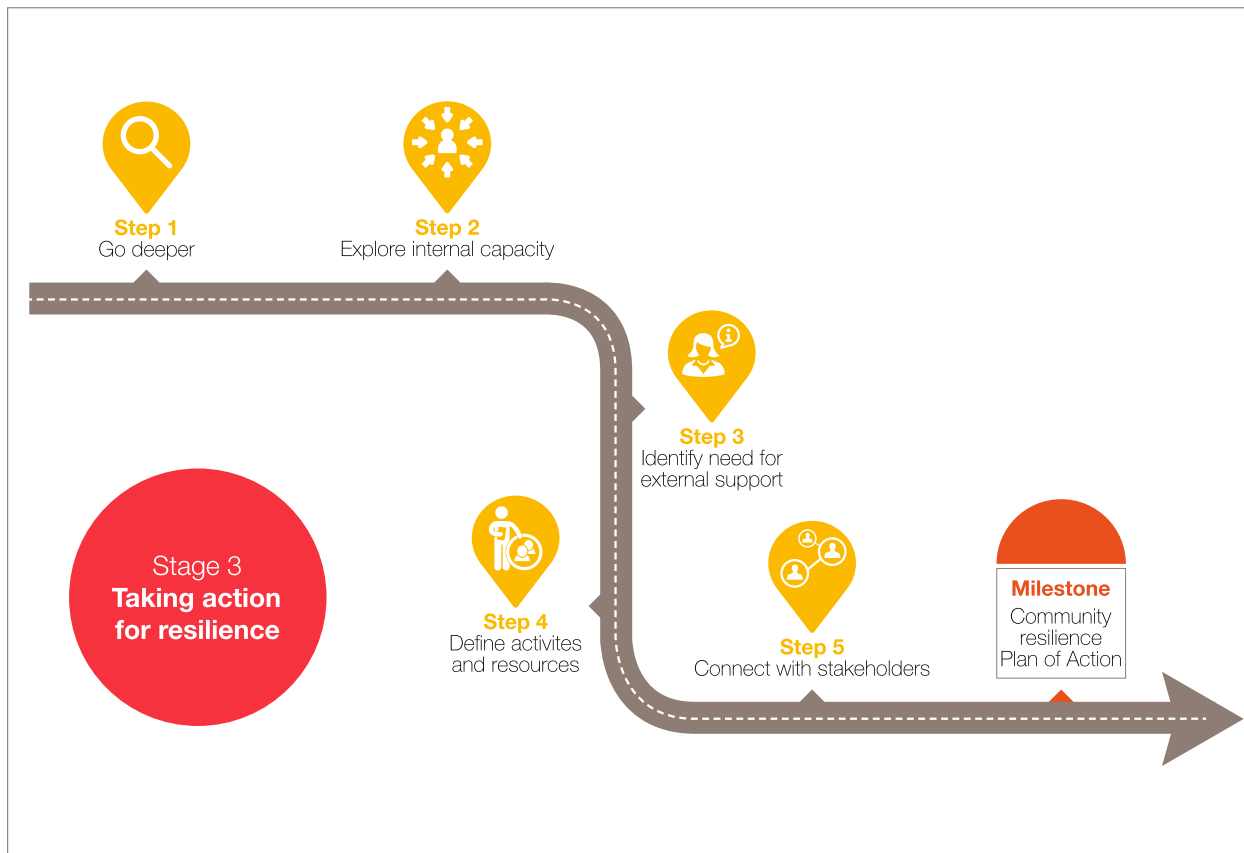 Step 1
Go deeper
Step 2
Explore internal capacity
Step 3
Identify need for
external support
Stage 3
Taking action
for resilience
Step 4
Define activites
and resources
Step 5
Connect with stakeholders
Milestone
Community
resilience
Plan of Action